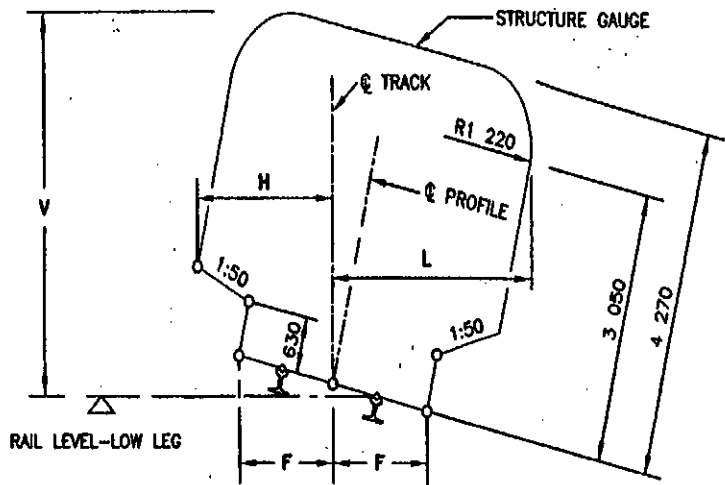 STRUCTURE GAUGE
℄ TRACK
R1 220
V
H
℄ PROFILE
L
1:50
1:50
630
3 050
4 270
RAIL LEVEL-LOW LEG
F
F